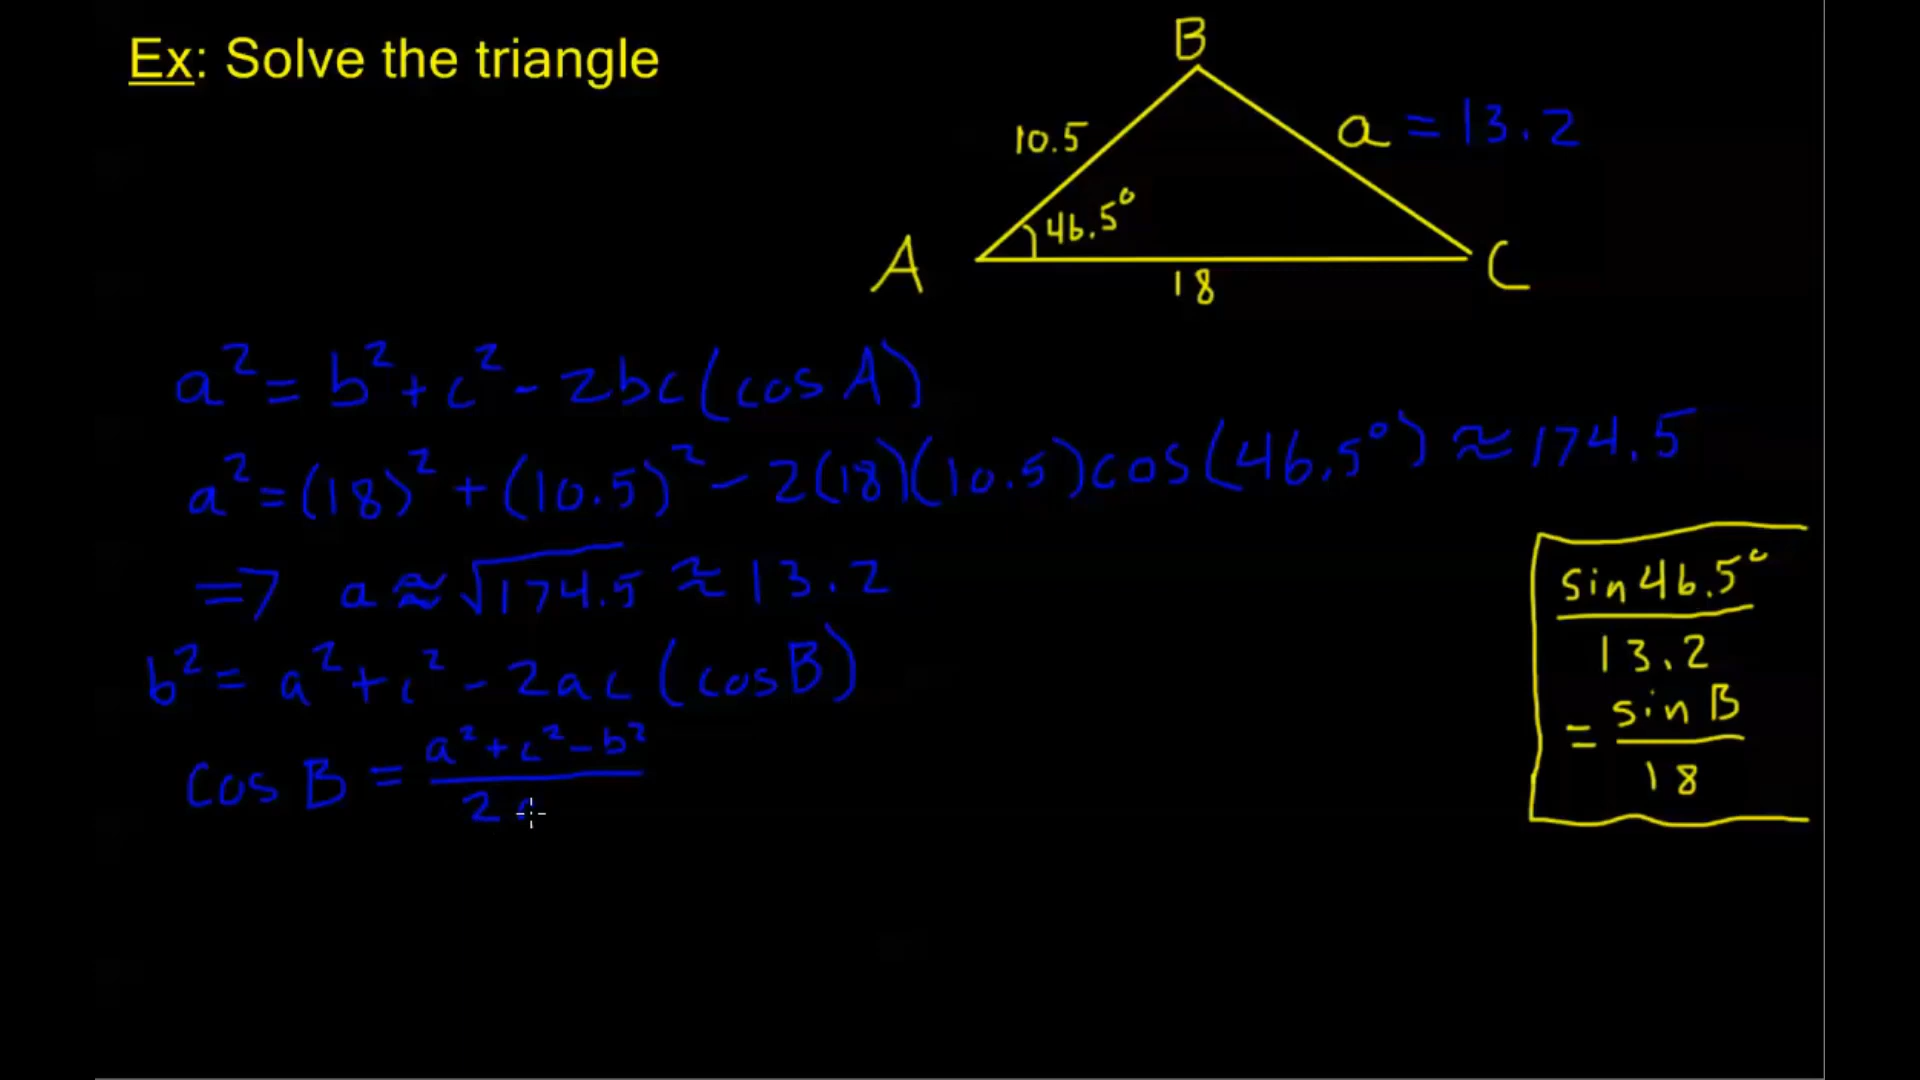 Ex: Solve the triangle
B
10.5
a = 13.2
46.5°
A
C
18
a² = b² + c² - 2bc(cos A)
a² = (18)² + (10.5)² - 2(18)(10.5)cos(46.5°) ≈ 174.5
=> a ≈ √174.5 ≈ 13.2
b² = a² + c² - 2ac (cos B)
cos B = a² + c² - b²
2
sin 46.5°
13.2
= sin B
18